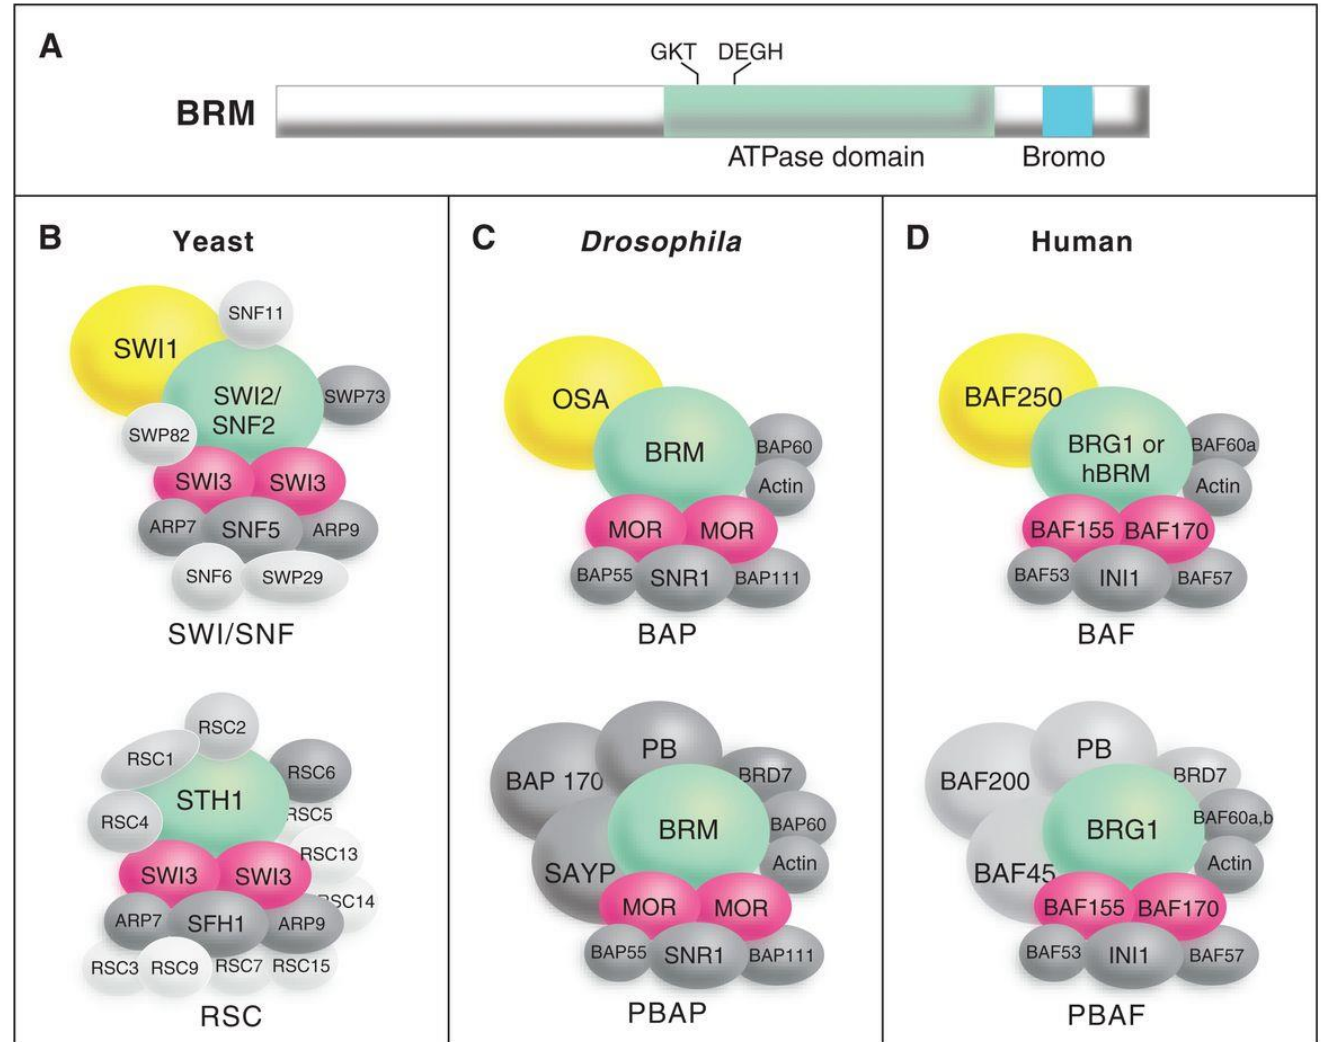 A
GKT DEGH
BRM
ATPase domain Bromo
B Yeast
SNF11
SWI1
SWI2/
SNF2
SWP73
SWP82
SWI3 SWI3
ARP7 SNF5 ARP9
SNF6 SWP29
SWI/SNF
RSC2
RSC1
RSC6
STH1
RSC4
RSC5
RSC13
SWI3 SWI3
RSC14
ARP7 SFH1 ARP9
RSC3 RSC9 RSC7 RSC15
RSC
C Drosophila
OSA
BRM
BAP60
Actin
MOR MOR
BAP55 SNR1 BAP111
BAP
PB
BAP 170
BRD7
BRM
BAP60
SAYP
Actin
MOR MOR
BAP55 SNR1 BAP111
PBAP
D Human
BAF250
BRG1 or
hBRM
BAF60a
Actin
BAF155 BAF170
BAF53 INI1 BAF57
BAF
PB
BAF200
BRD7
BRG1
BAF60a,b
BAF45
Actin
BAF155 BAF170
BAF53 INI1 BAF57
PBAF